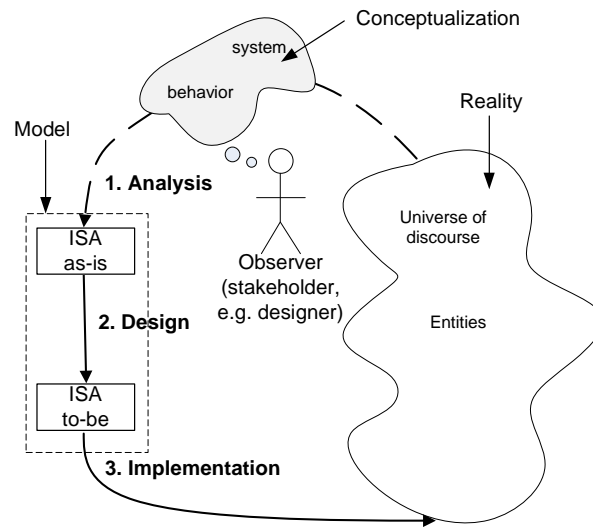 Conceptualization
system
behavior
Reality
Model
1. Analysis
Universe of
discourse
ISA
as-is
Observer
(stakeholder,
e.g. designer)
2. Design
Entities
ISA
to-be
3. Implementation